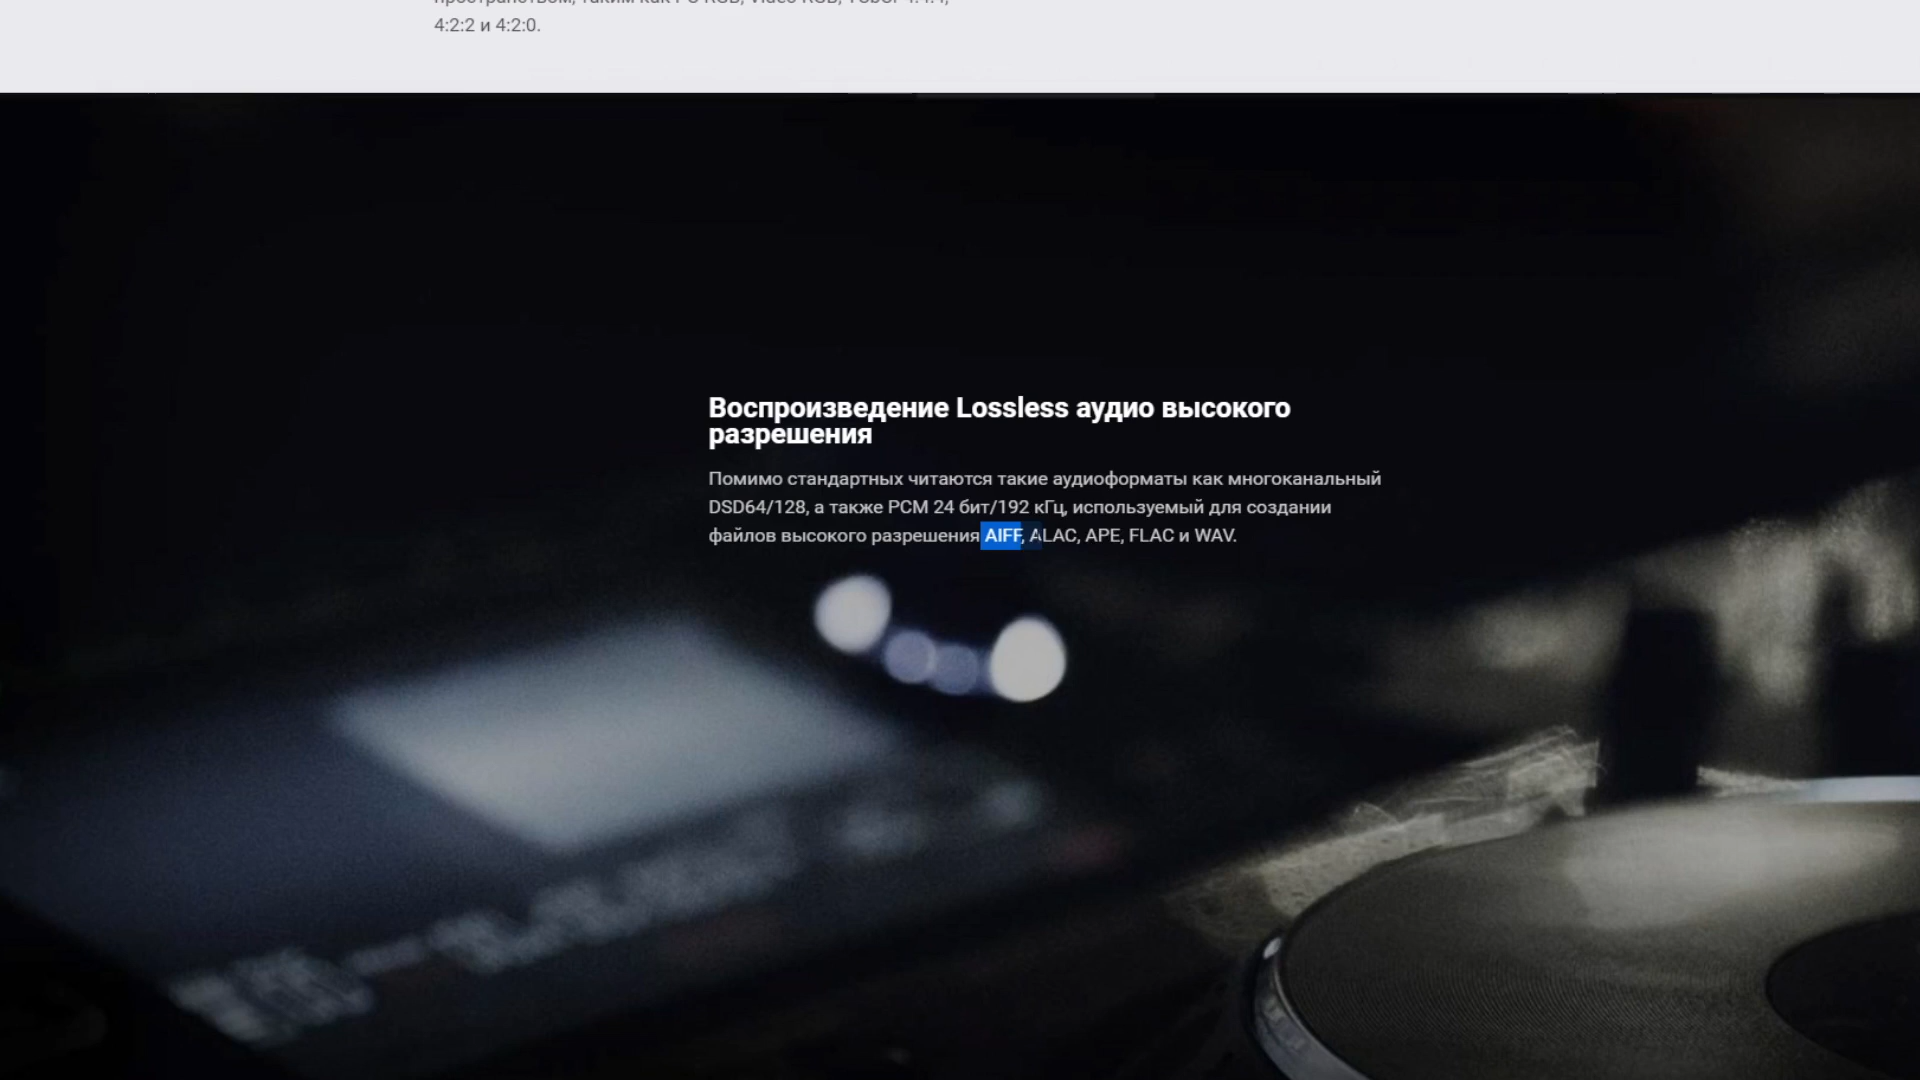 4:2:2 и 4:2:0.
Воспроизведение Lossless аудио высокого
разрешения
Помимо стандартных читаются такие аудиоформаты как многоканальный
DSD64/128, а также PCM 24 бит/192 кГц, используемый для создании
файлов высокого разрешения AIFF, ALAC, APE, FLAC и WAV.